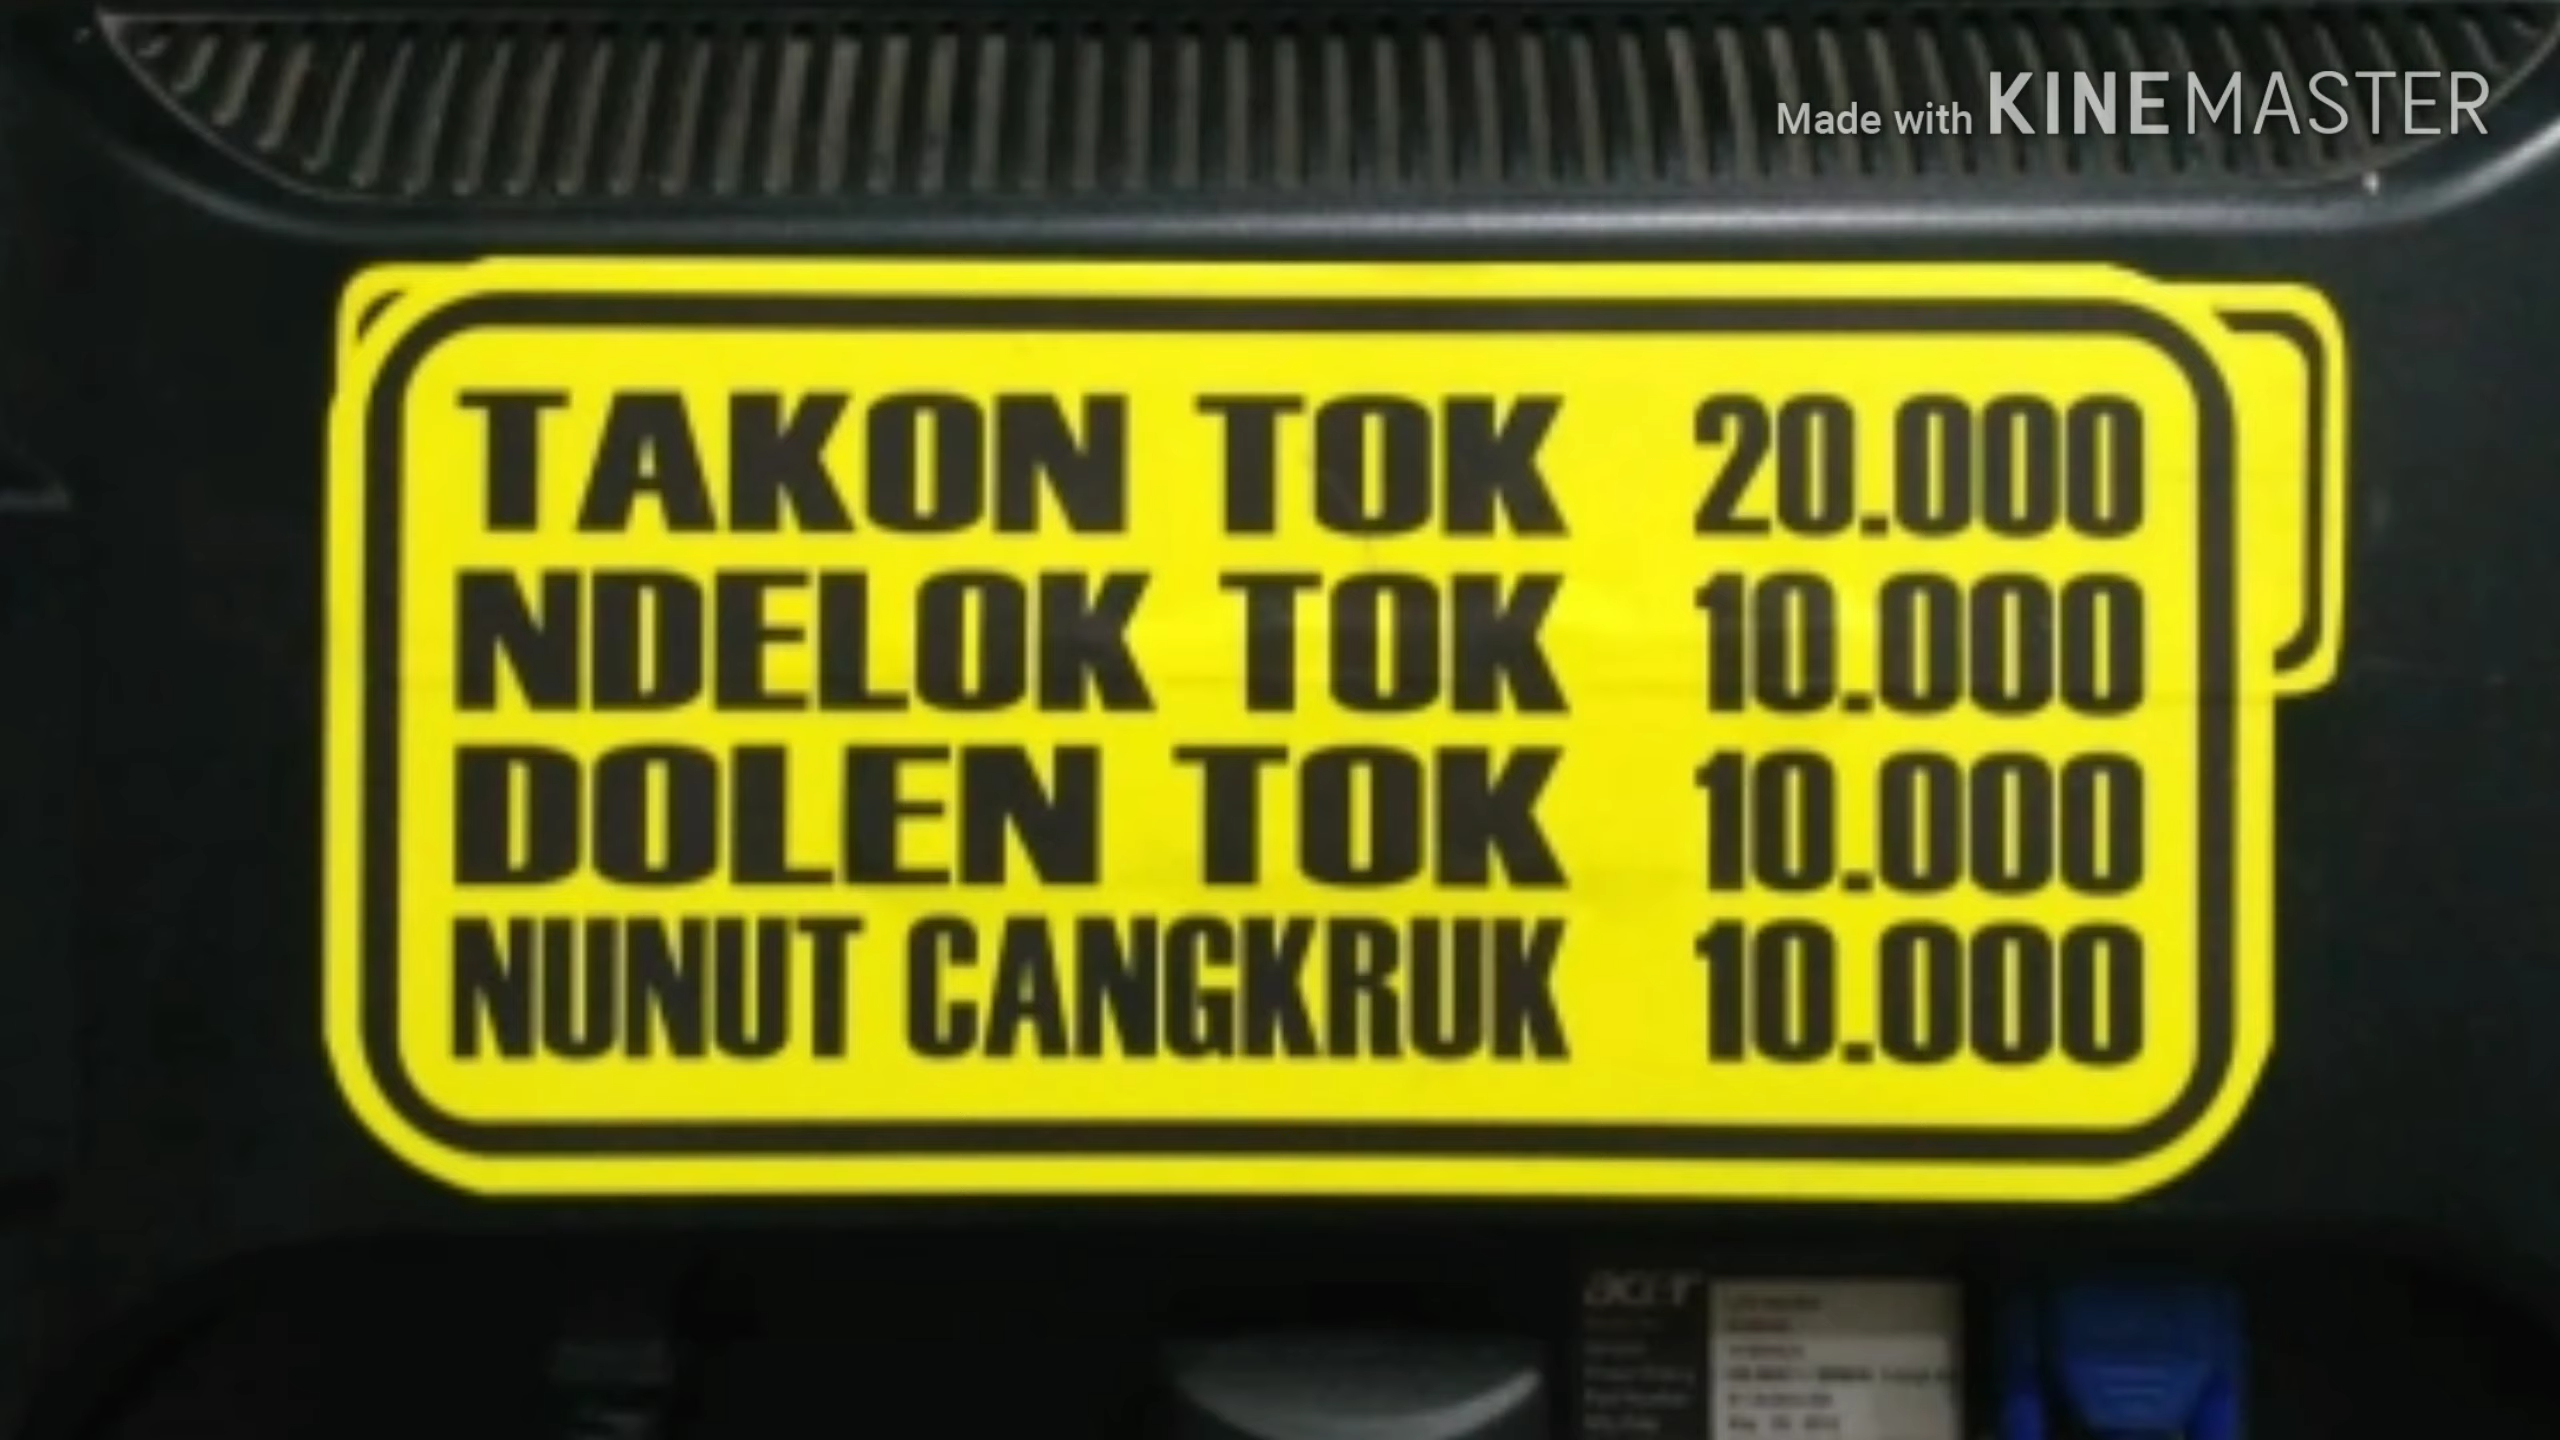 Made with KINEMASTER
TAKON TOK 20.000
NDELOK TOK 10.000
DOLEN TOK 10.000
NUNUT CANGKRUK 10.000
acer